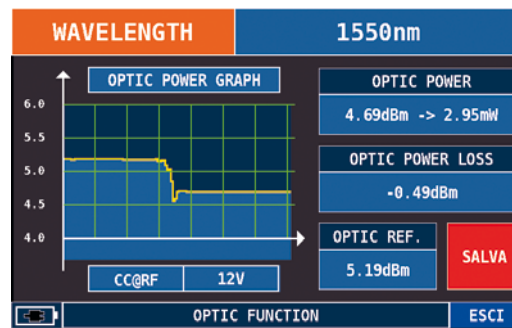 WAVELENGTH 1550nm
OPTIC POWER GRAPH
6.0
5.5
5.0
4.5
4.0
CC@RF 12V
OPTIC POWER
4.69dBm -> 2.95mW
OPTIC POWER LOSS
-0.49dBm
OPTIC REF.
5.19dBm
SALVA
OPTIC FUNCTION ESCI